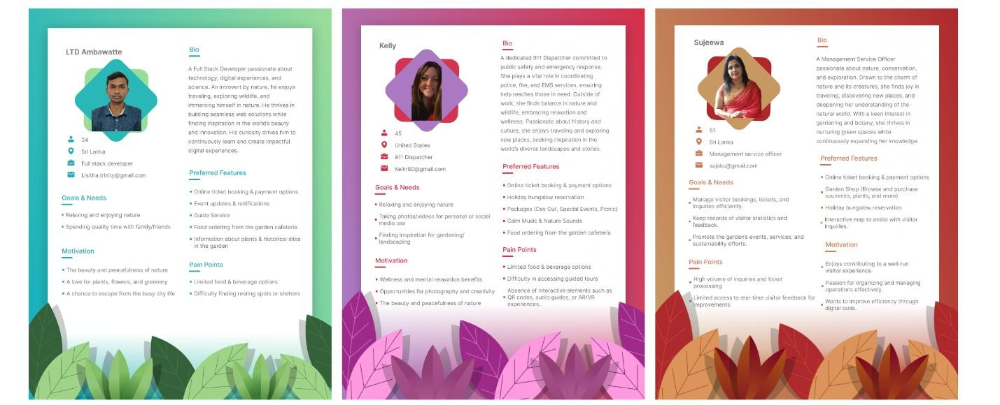 LTD Ambawatte
24
Sri Lanka
Full stack developer
Lisitha.trinity@gmail.com
Goals & Needs
Relaxing and enjoying nature
Spending quality time with family/friends
Motivation
The beauty and peacefulness of nature
A love for plants, flowers, and greenery
A chance to escape from the busy city life
Bio
A Full Stack Developer passionate about
technology, digital experiences, and
science. An introvert by nature, he enjoys
traveling, exploring wildlife, and
immersing himself in nature. He thrives in
building seamless web solutions while
finding inspiration in the world's beauty
and innovation. His curiosity drives him to
continuously learn and create impactful
digital experiences.
Preferred Features
Online ticket booking & payment options
Event updates & notifications
Guide Service
Food ordering from the garden cafeteria
Information about plants & historical sites
in the garden
Pain Points
Limited food & beverage options
Difficulty finding resting spots or shelters
Kelly
45
United States
911 Dispatcher
Kelkr80@gmail.com
Goals & Needs
Relaxing and enjoying nature
Taking photos/videos for personal or social
media use
Finding inspiration for gardening/
landscaping
Motivation
Wellness and mental relaxation benefits
Opportunities for photography and creativity
The beauty and peacefulness of nature
Bio
A dedicated 911 Dispatcher committed to
public safety and emergency response.
She plays a vital role in coordinating
police, fire, and EMS services, ensuring
help reaches those in need. Outside of
work, she finds balance in nature and
wildlife, embracing relaxation and
wellness. Passionate about history and
culture, she enjoys traveling and exploring
new places, seeking inspiration in the
world's diverse landscapes and stories.
Preferred Features
Online ticket booking & payment options
Holiday bungalow reservation
Packages (Day Out, Special Events, Picnic)
Calm Music & Nature Sounds
Food ordering from the garden cafeteria
Pain Points
Limited food & beverage options
Difficulty in accessing guided tours
Absence of interactive elements such as
QR codes, audio guides, or AR/VR
experiences.
Sujeewa
51
Sri Lanka
Management service officer
sujoku@gmail.com
Goals & Needs
Manage visitor bookings, tickets, and
inquiries efficiently.
Keep records of visitor statistics and
feedback.
Promote the garden's events, services, and
sustainability efforts.
Pain Points
High volume of inquiries and ticket
processing
Limited access to real-time visitor feedback for
improvements.
Bio
A Management Service Officer
passionate about nature, conservation,
and exploration. Drawn to the charm of
nature and its creatures, she finds joy in
traveling, discovering new places, and
deepening her understanding of the
natural world. With a keen interest in
gardening and botany, she thrives in
nurturing green spaces while
continuously expanding her knowledge.
Preferred Features
Online ticket booking & payment options
Garden Shop (Browse and purchase
souvenirs, plants, and more)
Holiday bungalow reservation
Interactive map to assist with visitor
inquiries.
Motivation
Enjoys contributing to a well-run
visitor experience.
Passion for organizing and managing
operations effectively.
Wants to improve efficiency through
digital tools.